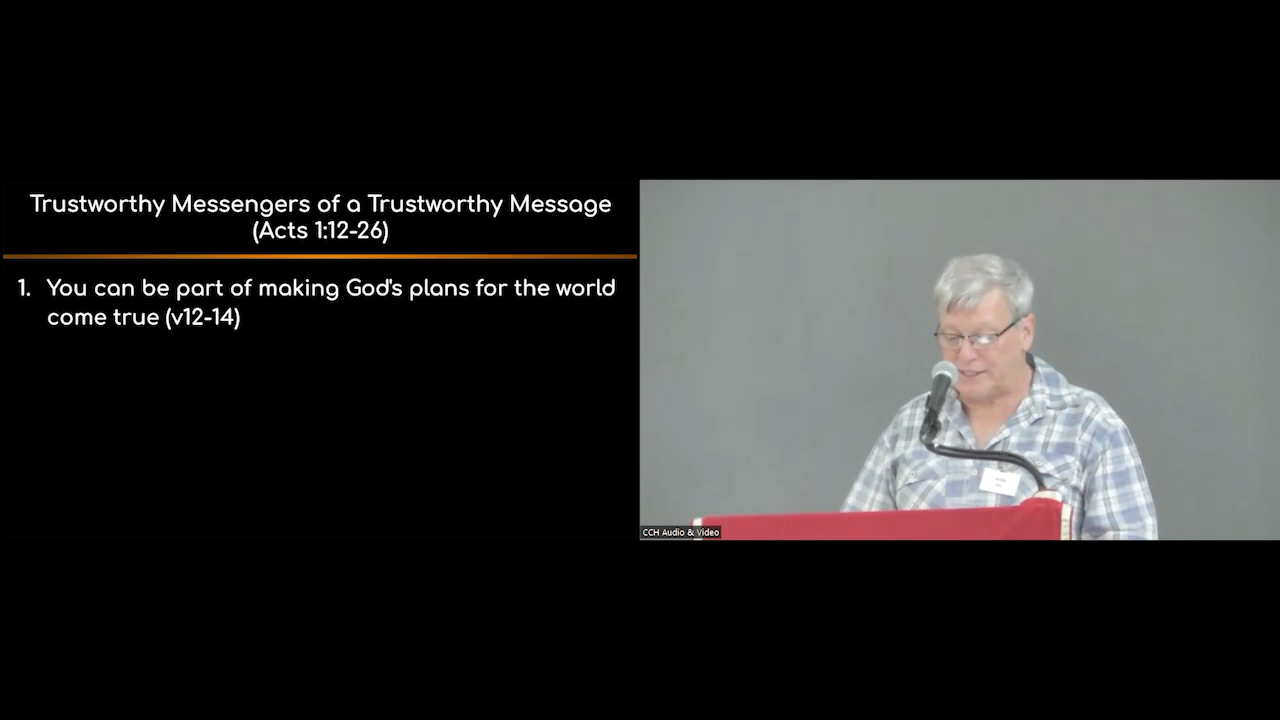 Trustworthy Messengers of a Trustworthy Message
(Acts 1:12-26)
1. You can be part of making God's plans for the world
come true (v12-14)
CCH Audio & Video